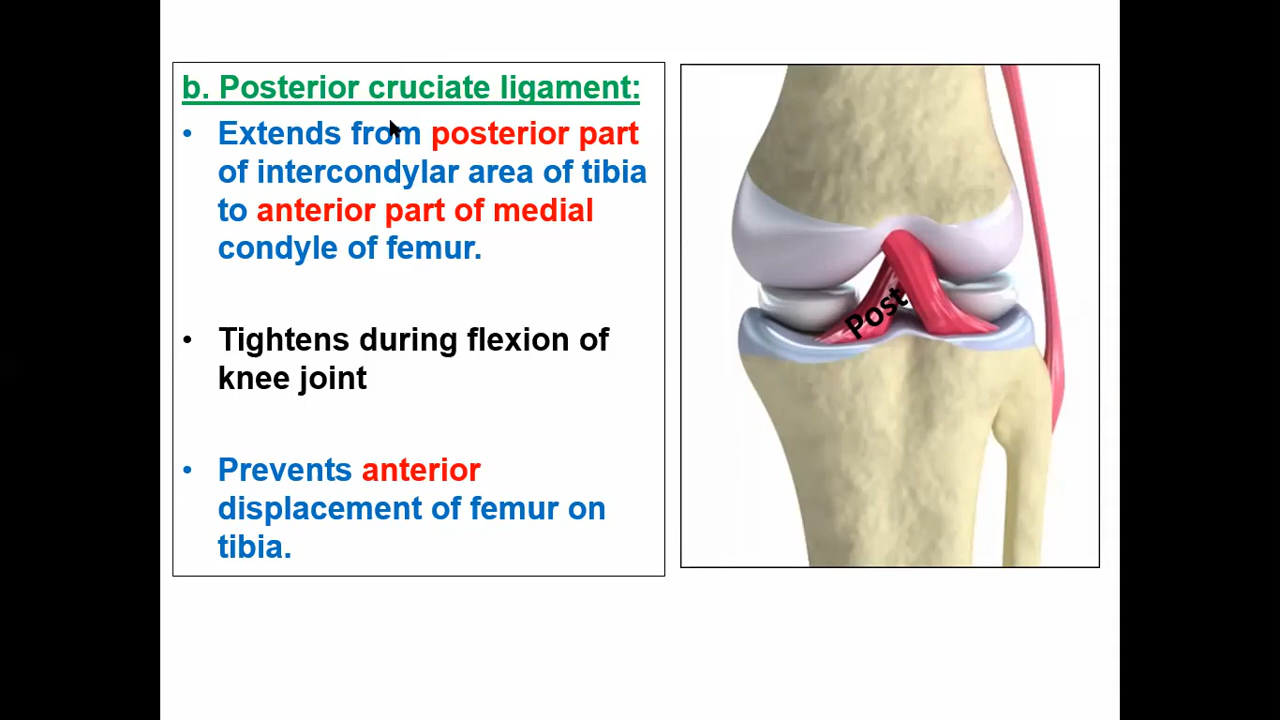 b. Posterior cruciate ligament:
• Extends from posterior part
of intercondylar area of tibia
to anterior part of medial
condyle of femur.
• Tightens during flexion of
knee joint
• Prevents anterior
displacement of femur on
tibia.
Post